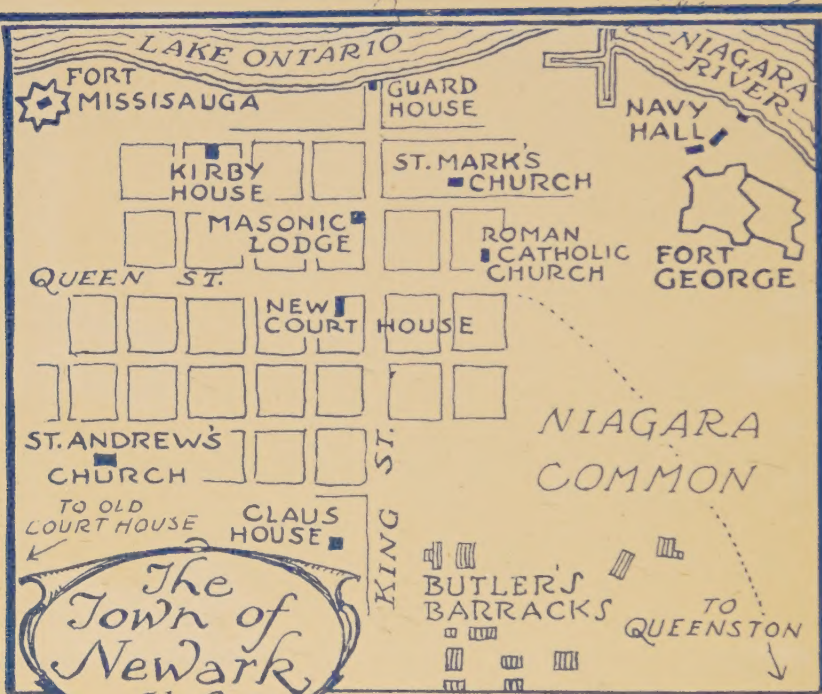 LAKE ONTARIO
NIAGARA
RIVER
FORT
MISSISAUGA
GUARD
HOUSE
NAVY
HALL
KIRBY
HOUSE
ST. MARK'S
CHURCH
MASONIC
LODGE
ROMAN
CATHOLIC
CHURCH
FORT
GEORGE
QUEEN ST.
NEW
COURT HOUSE
NIAGARA
COMMON
ST. ANDREW'S
CHURCH
KING ST.
TO OLD
COURT HOUSE
CLAUS
HOUSE
BUTLER'S
BARRACKS
TO
QUEENSTON
The
Town of
Newark